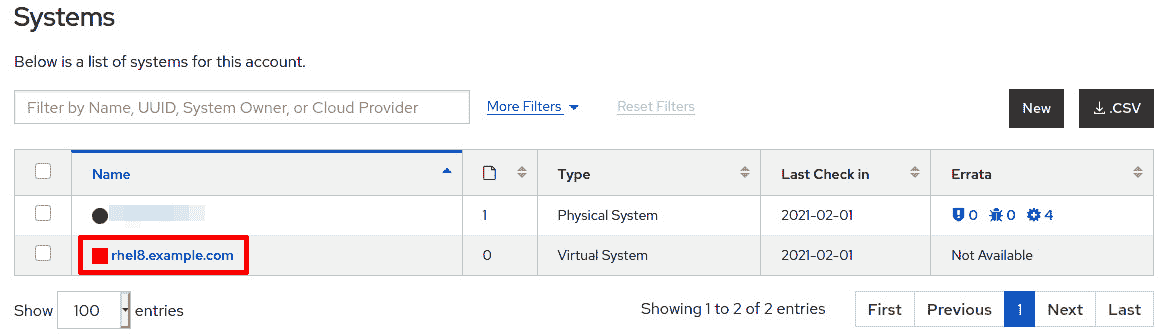 Systems
Below is a list of systems for this account.
Filter by Name, UUID, System Owner, or Cloud Provider More Filters Reset Filters New .CSV
Name Type Last Check in Errata
1 Physical System 2021-02-01 0 0 4
rhel8.example.com 0 Virtual System 2021-02-01 Not Available
Show 100 entries Showing 1 to 2 of 2 entries First Previous 1 Next Last